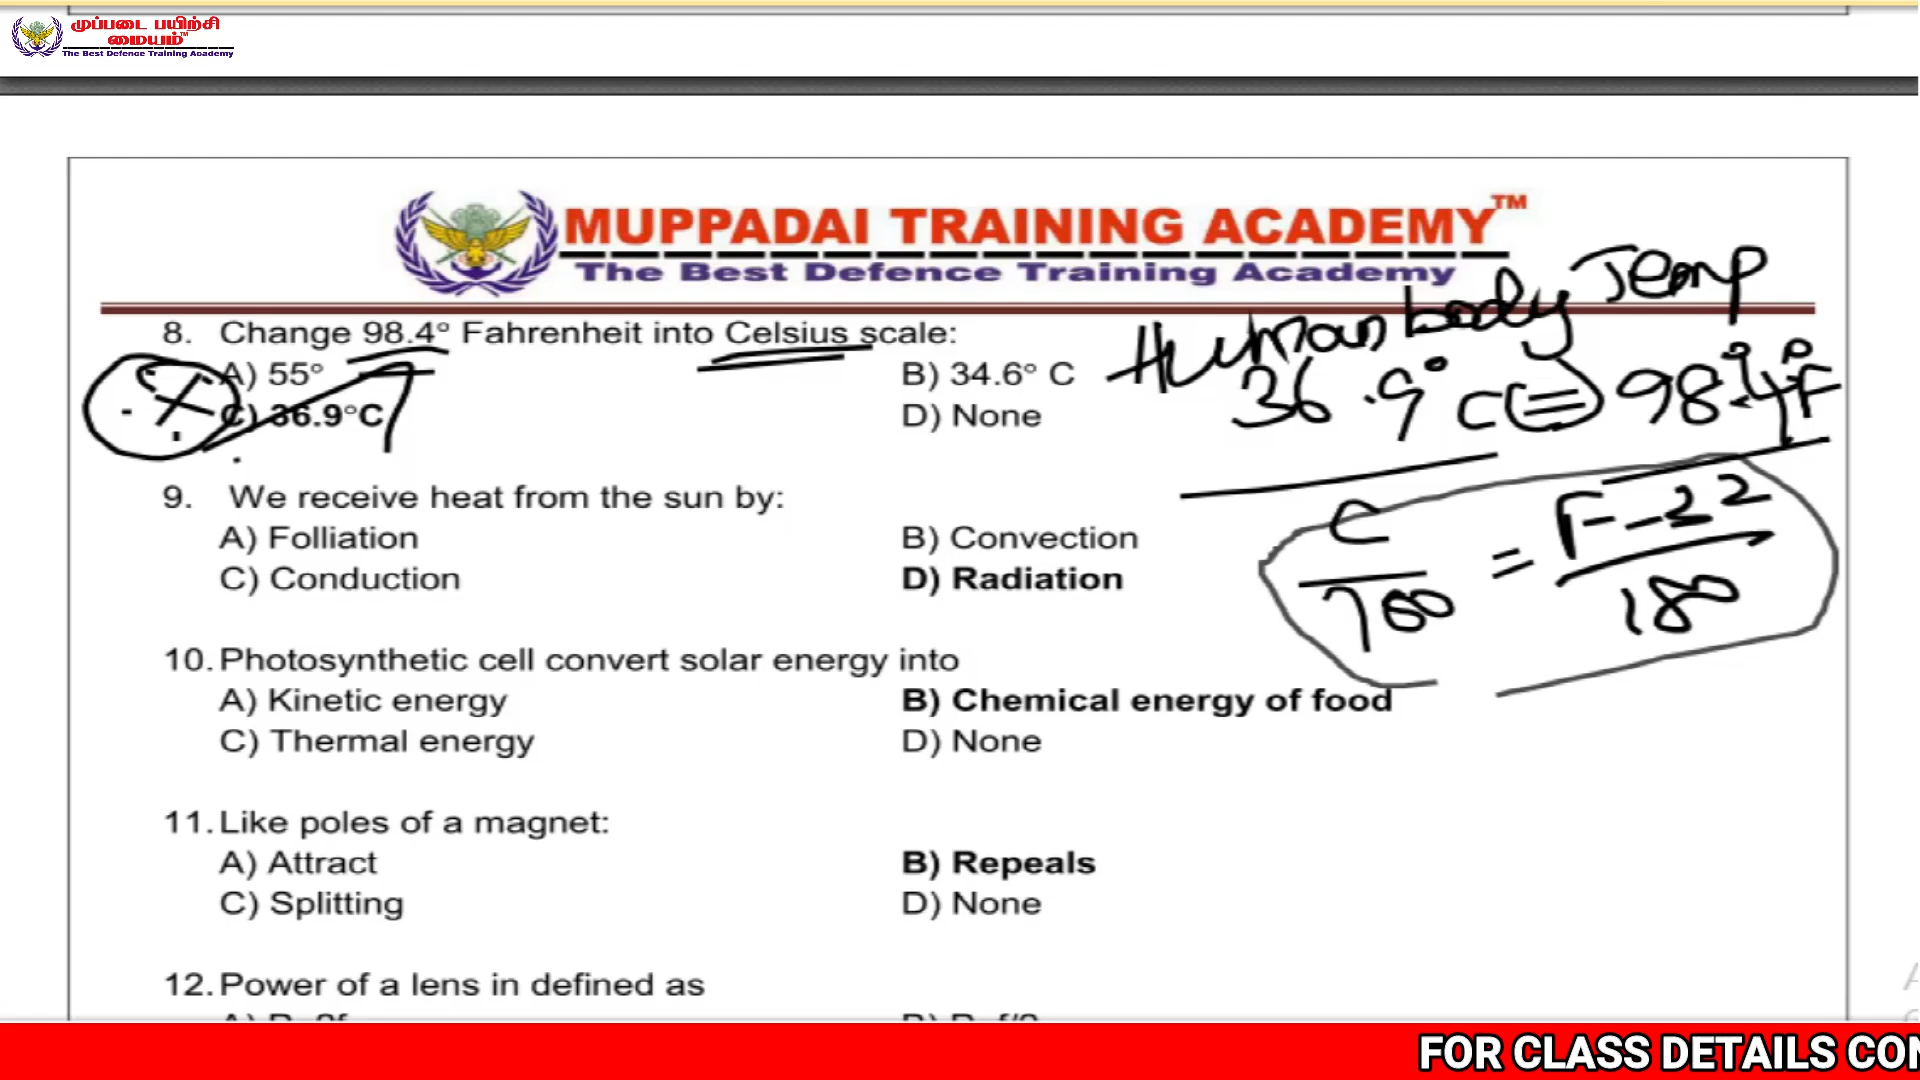 முப்படை பயிற்சி
மையம்™
The Best Defence Training Academy
MUPPADAI TRAINING ACADEMY™
The Best Defence Training Academy
Human body Temp
8. Change 98.4° Fahrenheit into Celsius scale:
A) 55° B) 34.6° C
36.9°C = 98.4°F
C) 36.9°C D) None
9. We receive heat from the sun by:
C/100 = F-32/180
A) Folliation B) Convection
C) Conduction D) Radiation
10. Photosynthetic cell convert solar energy into
A) Kinetic energy B) Chemical energy of food
C) Thermal energy D) None
11. Like poles of a magnet:
A) Attract B) Repeals
C) Splitting D) None
12. Power of a lens in defined as
FOR CLASS DETAILS CON